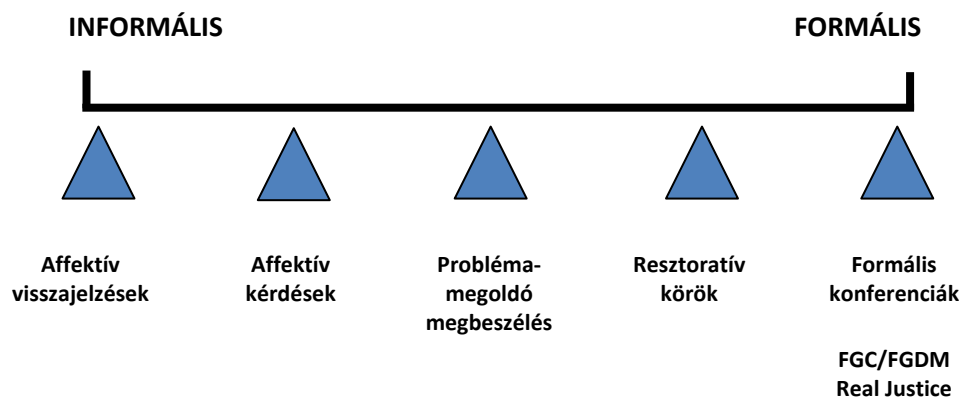 INFORMÁLIS
FORMÁLIS
Affektív
visszajelzések
Affektív
kérdések
Probléma-
megoldó
megbeszélés
Resztoratív
körök
Formális
konferenciák
FGC/FGDM
Real Justice